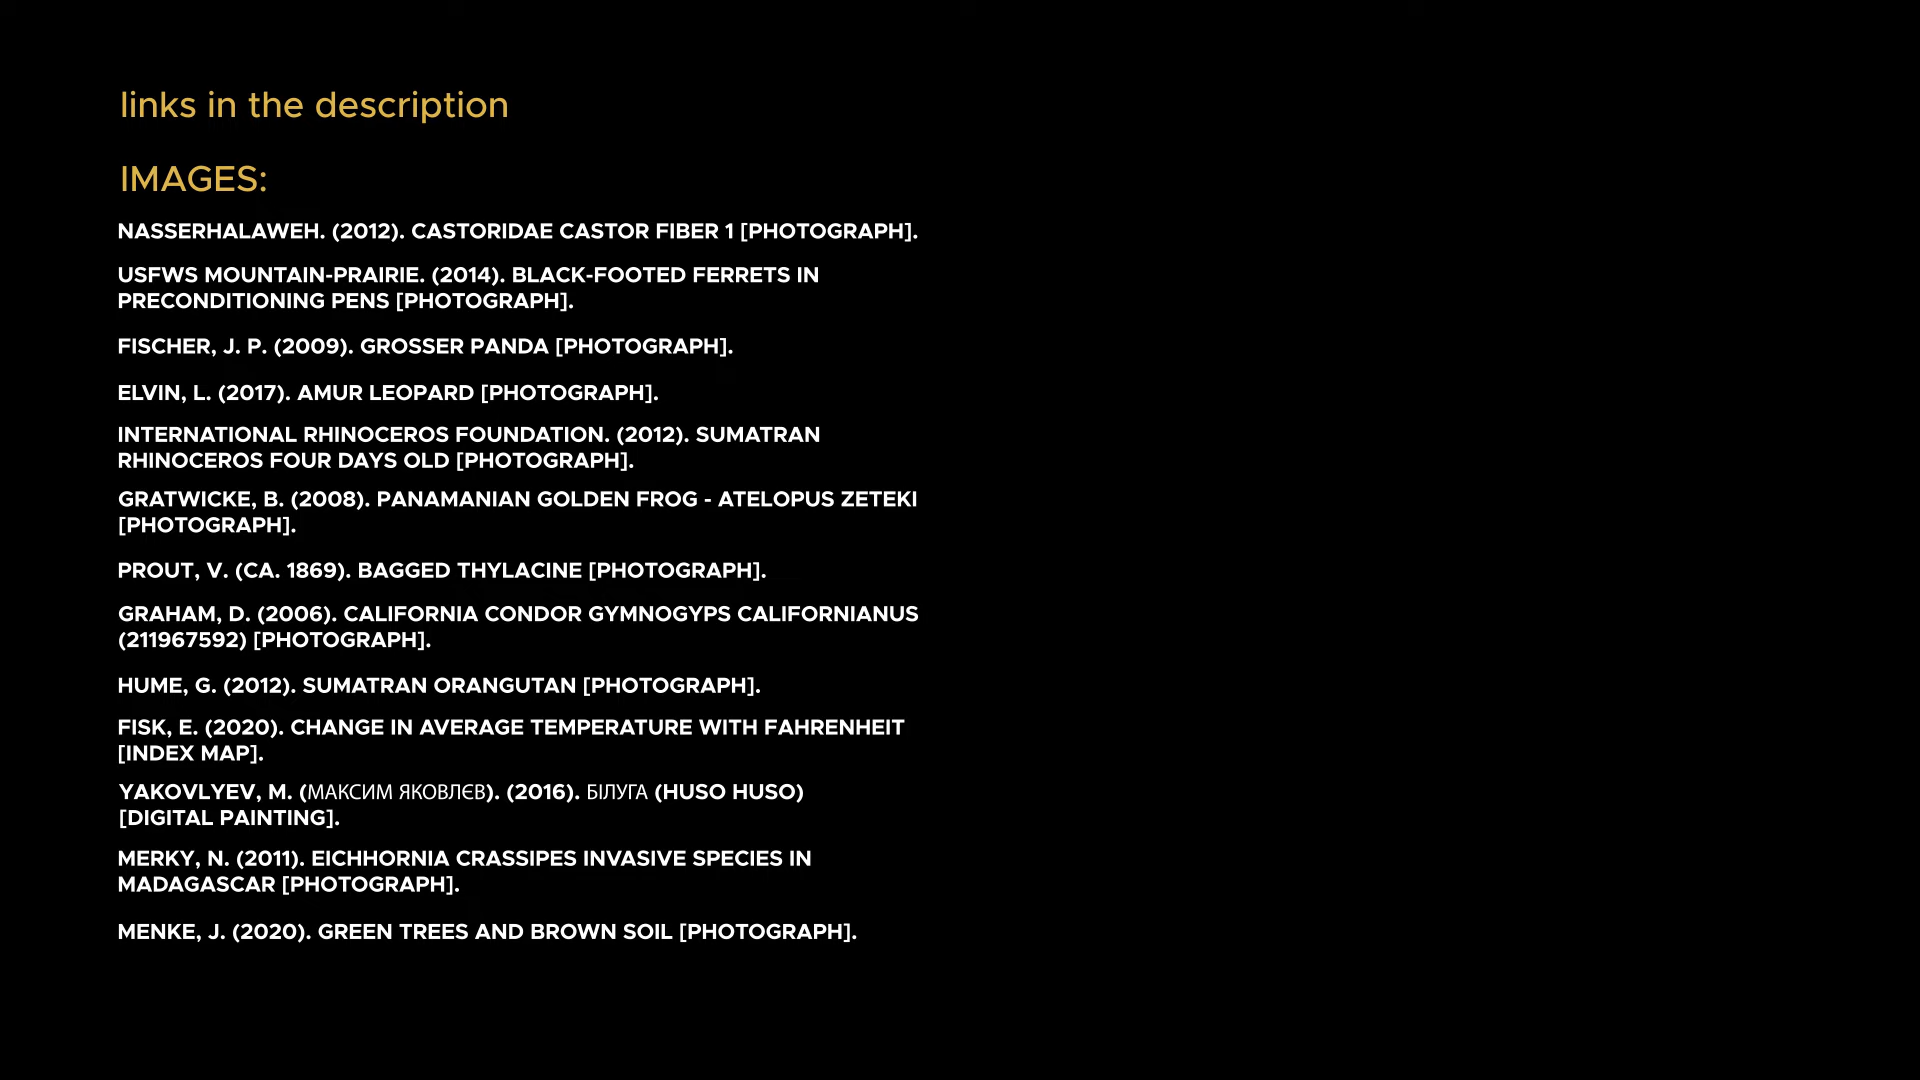 links in the description
IMAGES:
NASSERHALAWEH. (2012). CASTORIDAE CASTOR FIBER 1 [PHOTOGRAPH].
USFWS MOUNTAIN-PRAIRIE. (2014). BLACK-FOOTED FERRETS IN
PRECONDITIONING PENS [PHOTOGRAPH].
FISCHER, J. P. (2009). GROSSER PANDA [PHOTOGRAPH].
ELVIN, L. (2017). AMUR LEOPARD [PHOTOGRAPH].
INTERNATIONAL RHINOCEROS FOUNDATION. (2012). SUMATRAN
RHINOCEROS FOUR DAYS OLD [PHOTOGRAPH].
GRATWICKE, B. (2008). PANAMANIAN GOLDEN FROG - ATELOPUS ZETEKI
[PHOTOGRAPH].
PROUT, V. (CA. 1869). BAGGED THYLACINE [PHOTOGRAPH].
GRAHAM, D. (2006). CALIFORNIA CONDOR GYMNOGYPS CALIFORNIANUS
(211967592) [PHOTOGRAPH].
HUME, G. (2012). SUMATRAN ORANGUTAN [PHOTOGRAPH].
FISK, E. (2020). CHANGE IN AVERAGE TEMPERATURE WITH FAHRENHEIT
[INDEX MAP].
YAKOVLYEV, M. (МАКСИМ ЯКОВЛЄВ). (2016). БІЛУГА (HUSO HUSO)
[DIGITAL PAINTING].
MERKY, N. (2011). EICHHORNIA CRASSIPES INVASIVE SPECIES IN
MADAGASCAR [PHOTOGRAPH].
MENKE, J. (2020). GREEN TREES AND BROWN SOIL [PHOTOGRAPH].